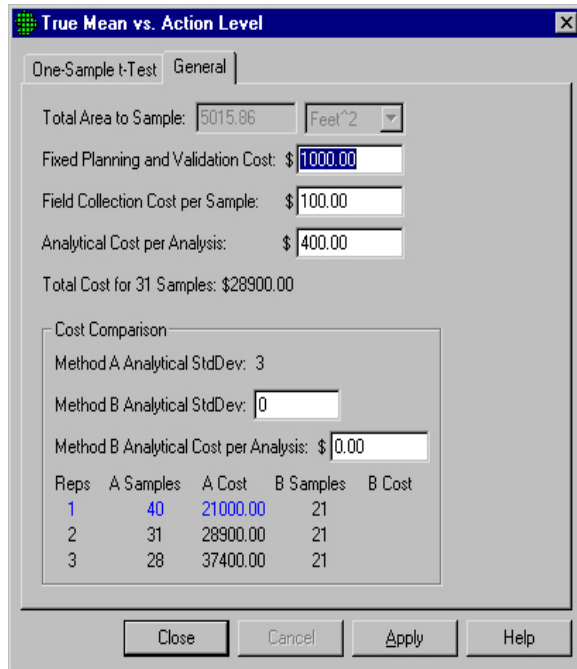 True Mean vs. Action Level
One-Sample t-Test General
Total Area to Sample: 5015.86 Feet^2
Fixed Planning and Validation Cost: $ 1000.00
Field Collection Cost per Sample: $ 100.00
Analytical Cost per Analysis: $ 400.00
Total Cost for 31 Samples: $28900.00
Cost Comparison
Method A Analytical StdDev: 3
Method B Analytical StdDev: 0
Method B Analytical Cost per Analysis: $ 0.00
Reps A Samples A Cost B Samples B Cost
1 40 21000.00 21
2 31 28900.00 21
3 28 37400.00 21
Close Cancel Apply Help